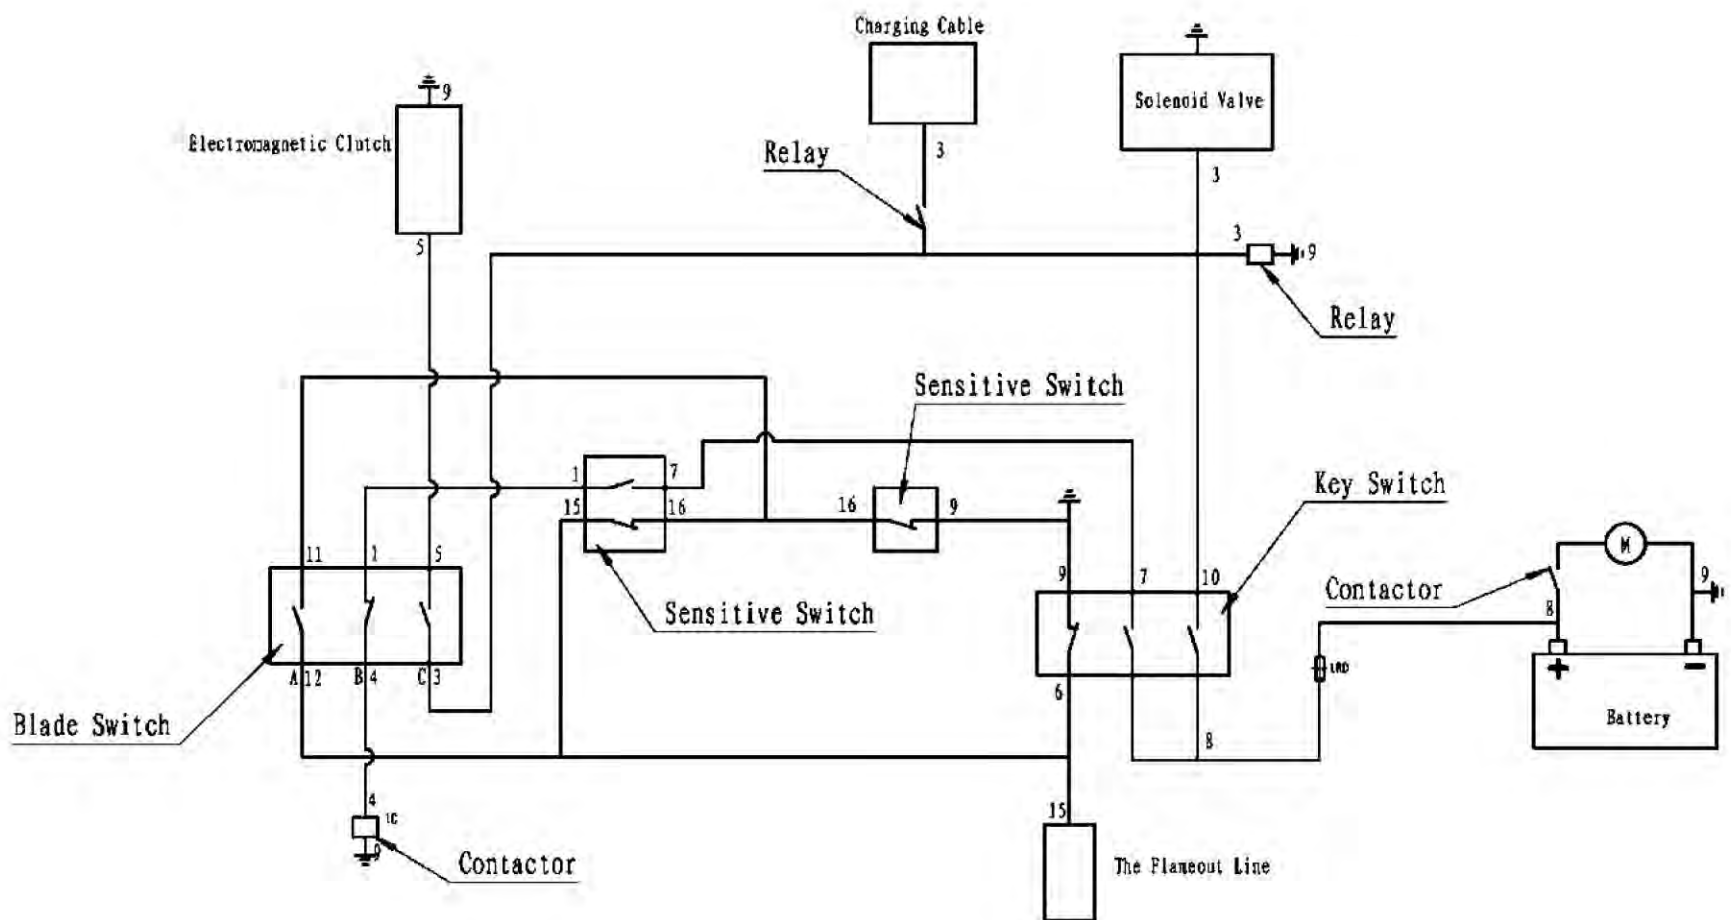 Charging Cable
9
Electromagnetic Clutch
Solenoid Valve
Relay
3
3
5
3
9
Relay
Sensitive Switch
1
7
15
16
16
9
Key Switch
11
1
5
9
7
10
Contactor
M
9
8
Sensitive Switch
A 12
B 4
C 3
6
+
-
Blade Switch
8
Battery
4
1C
9
Contactor
15
The Flameout Line